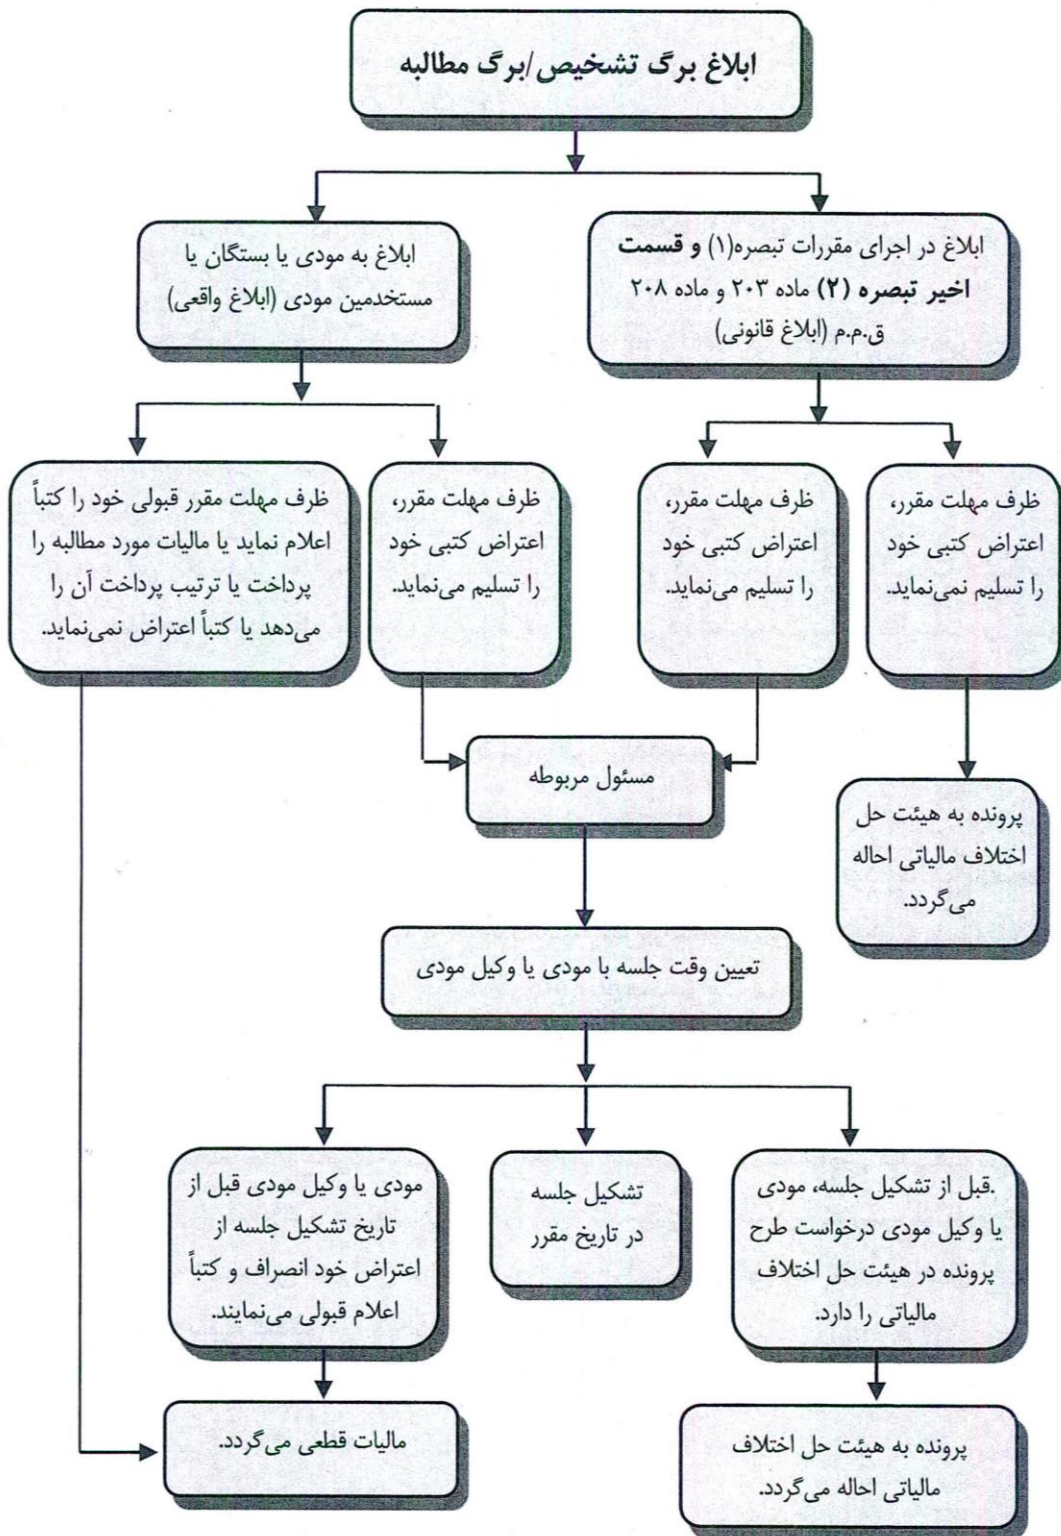 ابلاغ برگ تشخیص/برگ مطالبه
ابلاغ در اجرای مقررات تبصره(۱) و قسمت
اخیر تبصره (۲) ماده ۲۰۳ و ماده ۲۰۸
ق.م.م (ابلاغ قانونی)
ابلاغ به مودی یا بستگان یا
مستخدمین مودی (ابلاغ واقعی)
ظرف مهلت مقرر،
اعتراض کتبی خود
را تسلیم نمی‌نماید.
ظرف مهلت مقرر،
اعتراض کتبی خود
را تسلیم می‌نماید.
ظرف مهلت مقرر،
اعتراض کتبی خود
را تسلیم می‌نماید.
ظرف مهلت مقرر قبولی خود را کتباً
اعلام نماید یا مالیات مورد مطالبه را
پرداخت یا ترتیب پرداخت آن را
می‌دهد یا کتباً اعتراض نمی‌نماید.
مسئول مربوطه
پرونده به هیئت حل
اختلاف مالیاتی احاله
می‌گردد.
تعیین وقت جلسه با مودی یا وکیل مودی
.قبل از تشکیل جلسه، مودی
یا وکیل مودی درخواست طرح
پرونده در هیئت حل اختلاف
مالیاتی را دارد.
تشکیل جلسه
در تاریخ مقرر
مودی یا وکیل مودی قبل از
تاریخ تشکیل جلسه از
اعتراض خود انصراف و کتباً
اعلام قبولی می‌نمایند.
پرونده به هیئت حل اختلاف
مالیاتی احاله می‌گردد.
مالیات قطعی می‌گردد.